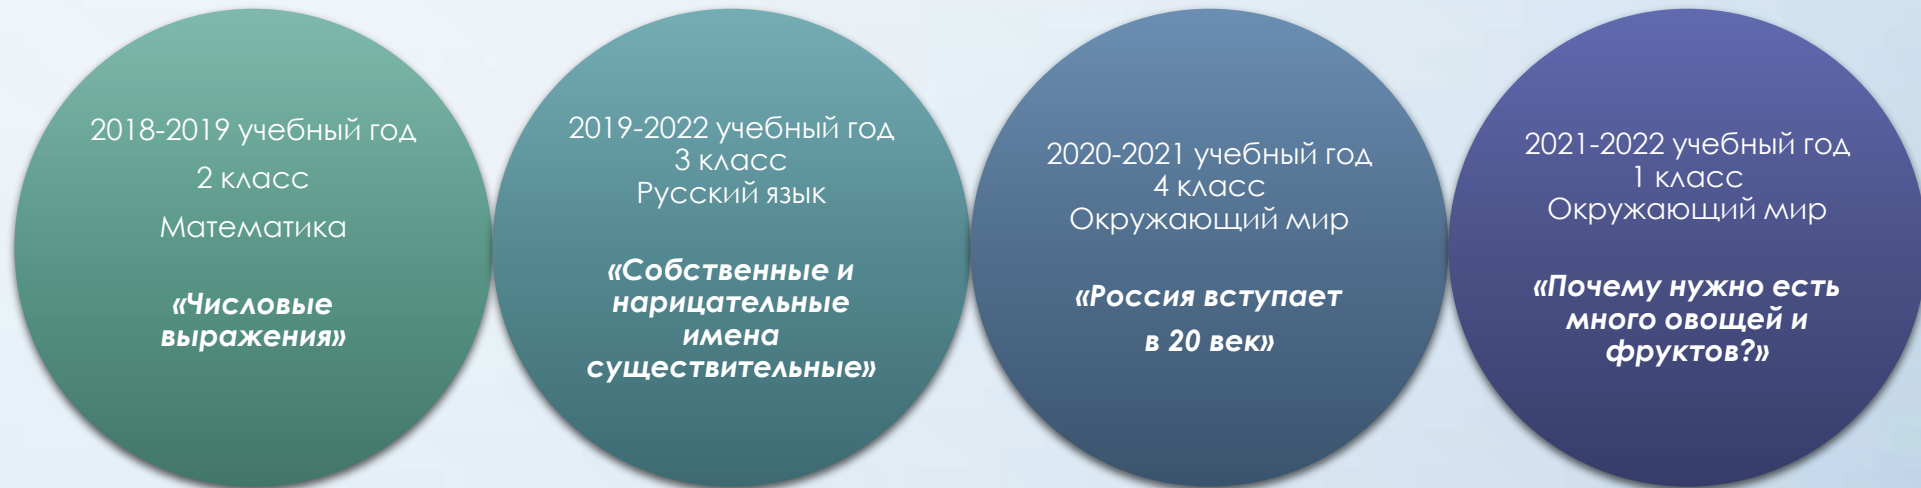 2018-2019 учебный год
2 класс
Математика
«Числовые
выражения»
2019-2022 учебный год
3 класс
Русский язык
«Собственные и
нарицательные
имена
существительные»
2020-2021 учебный год
4 класс
Окружающий мир
«Россия вступает
в 20 век»
2021-2022 учебный год
1 класс
Окружающий мир
«Почему нужно есть
много овощей и
фруктов?»